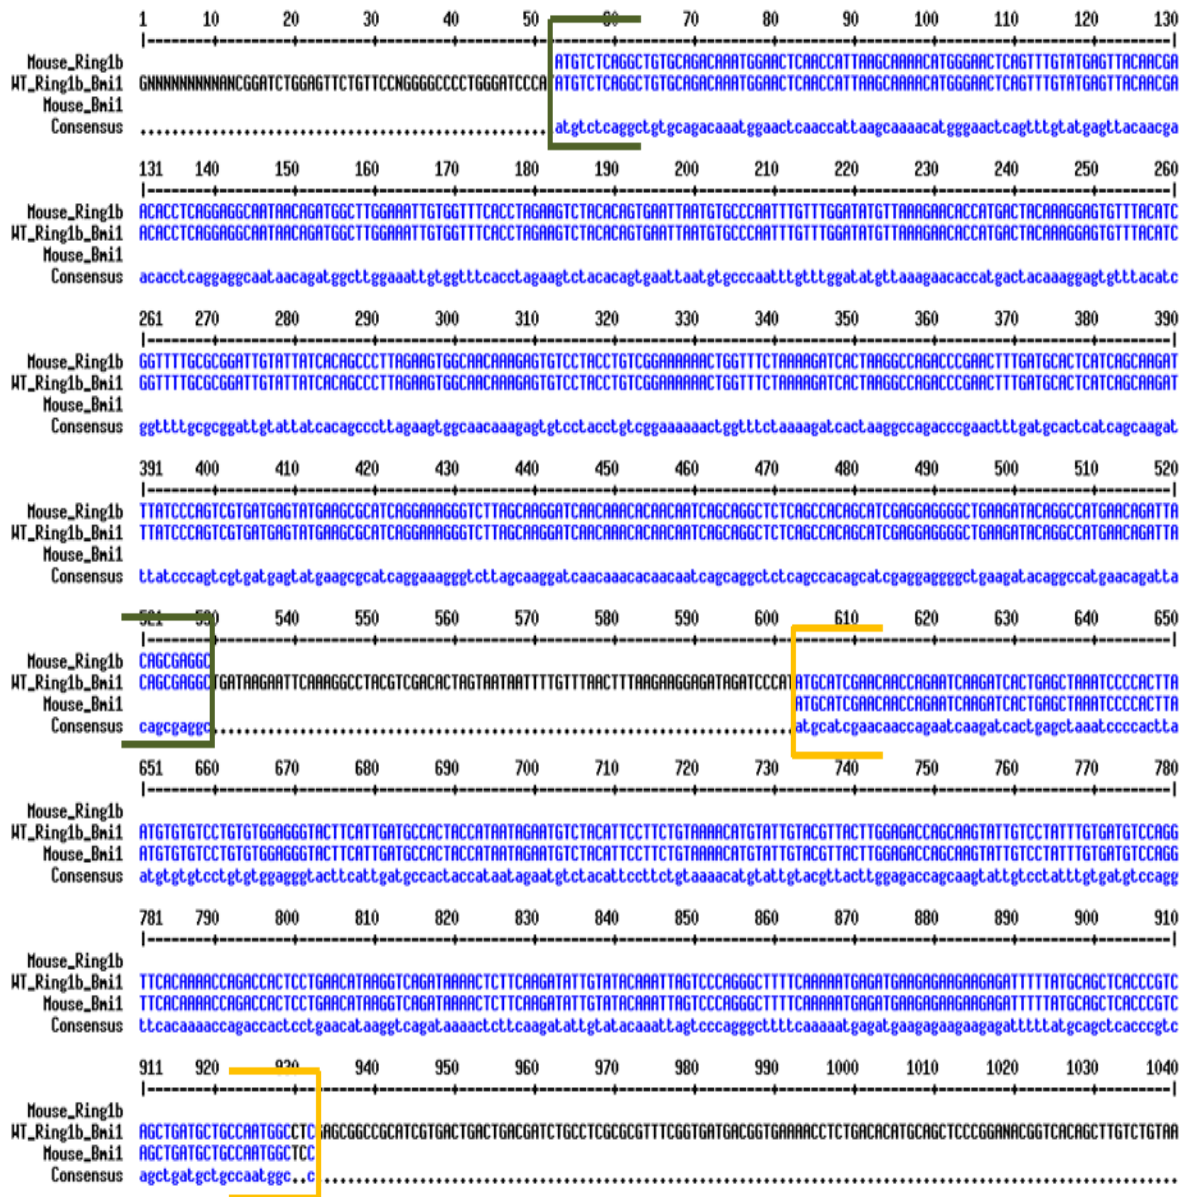 1 10 20 30 40 50 60 70 80 90 100 110 120 130
Mouse_Ring1b ATGTCTCAGGCTGTGCAGACAAATGGAACTCAACCATTAAGCAAAACATGGGAACTCAGTTTGTATGAGTTACAACGA
WT_Ring1b_Bmi1 GNNNNNNNNNANCGGATCTGGAGTTCTGTTCCNGGGGCCCCTGGGATCCCA ATGTCTCAGGCTGTGCAGACAAATGGAACTCAACCATTAAGCAAAACATGGGAACTCAGTTTGTATGAGTTACAACGA
Mouse_Bmi1
Consensus ....................................................atgtctcaggctgtgcagacaaatggaactcaaccattaagcaaaacatgggaactcagtttgtatgagttacaacga
131 140 150 160 170 180 190 200 210 220 230 240 250 260
Mouse_Ring1b ACACCTCAGGAGGCAATAACAGATGGCTTGGAAATTGTGGTTTCACCTAGAAGTCTACACAGTGAATTAATGTGCCCAATTTGTTTGGATATGTTAAAGAACACCATGACTACAAAGGAGTGTTTACATC
WT_Ring1b_Bmi1 ACACCTCAGGAGGCAATAACAGATGGCTTGGAAATTGTGGTTTCACCTAGAAGTCTACACAGTGAATTAATGTGCCCAATTTGTTTGGATATGTTAAAGAACACCATGACTACAAAGGAGTGTTTACATC
Mouse_Bmi1
Consensus acacctcaggaggcaataacagatggcttggaaattgtggtttcacctagaagtctacacagtgaattaatgtgcccaatttgtttggatatgttaaagaacaccatgactacaaaggagtgtttacatc
261 270 280 290 300 310 320 330 340 350 360 370 380 390
Mouse_Ring1b GGTTTTGCGCGGATTGTATTATCACAGCCCTTAGAAGTGGCAACAAAGAGTGTCCTACCTGTCGGAAAAAACTGGTTTCTAAAAGATCACTAAGGCCAGACCCGAACTTTGATGCACTCATCAGCAAGAT
WT_Ring1b_Bmi1 GGTTTTGCGCGGATTGTATTATCACAGCCCTTAGAAGTGGCAACAAAGAGTGTCCTACCTGTCGGAAAAAACTGGTTTCTAAAAGATCACTAAGGCCAGACCCGAACTTTGATGCACTCATCAGCAAGAT
Mouse_Bmi1
Consensus ggttttgcgcggattgtattatcacagcccttagaagtggcaacaaagagtgtcctacctgtcggaaaaaactggtttctaaaagatcactaaggccagacccgaactttgatgcactcatcagcaagat
391 400 410 420 430 440 450 460 470 480 490 500 510 520
Mouse_Ring1b TTATCCCAGTCGTGATGAGTATGAAGCGCATCAGGAAAGGGTCTTAGCAAGGATCAACAAACACAACAATCAGCAGGCTCTCAGCCACAGCATCGAGGAGGGGCTGAAGATACAGGCCATGAACAGATTA
WT_Ring1b_Bmi1 TTATCCCAGTCGTGATGAGTATGAAGCGCATCAGGAAAGGGTCTTAGCAAGGATCAACAAACACAACAATCAGCAGGCTCTCAGCCACAGCATCGAGGAGGGGCTGAAGATACAGGCCATGAACAGATTA
Mouse_Bmi1
Consensus ttatcccagtcgtgatgagtatgaagcgcatcaggaaagggtcttagcaaggatcaacaaacacaacaatcagcaggctctcagccacagcatcgaggaggggctgaagatacaggccatgaacagatta
521 530 540 550 560 570 580 590 600 610 620 630 640 650
Mouse_Ring1b CAGCGAGGC
WT_Ring1b_Bmi1 CAGCGAGGCTGATAAGAATTCAAAGGCCTACGTCGACACTAGTAATAATTTTGTTTAACTTTAAGAAGGAGATAGATCCCATATGCATCGAACAACCAGAATCAAGATCACTGAGCTAAATCCCCACTTA
Mouse_Bmi1 ATGCATCGAACAACCAGAATCAAGATCACTGAGCTAAATCCCCACTTA
Consensus cagcgaggc.........................................................................atgcatcgaacaaccagaatcaagatcactgagctaaatccccactta
651 660 670 680 690 700 710 720 730 740 750 760 770 780
Mouse_Ring1b
WT_Ring1b_Bmi1 ATGTGTGTCCTGTGTGGAGGGTACTTCATTGATGCCACTACCATAATAGAATGTCTACATTCCTTCTGTAAAACATGTATTGTACGTTACTTGGAGACCAGCAAGTATTGTCCTATTTGTGATGTCCAGG
Mouse_Bmi1 ATGTGTGTCCTGTGTGGAGGGTACTTCATTGATGCCACTACCATAATAGAATGTCTACATTCCTTCTGTAAAACATGTATTGTACGTTACTTGGAGACCAGCAAGTATTGTCCTATTTGTGATGTCCAGG
Consensus atgtgtgtcctgtgtggagggtacttcattgatgccactaccataatagaatgtctacattccttctgtaaaacatgtattgtacgttacttggagaccagcaagtattgtcctatttgtgatgtccagg
781 790 800 810 820 830 840 850 860 870 880 890 900 910
Mouse_Ring1b
WT_Ring1b_Bmi1 TTCACAAAACCAGACCACTCCTGAACATAAGGTCAGATAAAACTCTTCAAGATATTGTATACAAATTAGTCCCAGGGCTTTTCAAAAATGAGATGAAGAGAAGAAGAGATTTTTATGCAGCTCACCCGTC
Mouse_Bmi1 TTCACAAAACCAGACCACTCCTGAACATAAGGTCAGATAAAACTCTTCAAGATATTGTATACAAATTAGTCCCAGGGCTTTTCAAAAATGAGATGAAGAGAAGAAGAGATTTTTATGCAGCTCACCCGTC
Consensus ttcacaaaaccagaccactcctgaacataaggtcagataaaactcttcaagatattgtatacaaattagtcccagggcttttcaaaaatgagatgaagagaagaagagatttttatgcagctcacccgtc
911 920 930 940 950 960 970 980 990 1000 1010 1020 1030 1040
Mouse_Ring1b
WT_Ring1b_Bmi1 AGCTGATGCTGCCAATGGCCTCGAGCGGCCGCATCGTGACTGACTGACGATCTGCCTCGCGCGTTTCGGTGATGACGGTGAAAACCTCTGACACATGCAGCTCCCGGANACGGTCACAGCTTGTCTGTAA
Mouse_Bmi1 AGCTGATGCTGCCAATGGCTCC
Consensus agctgatgctgccaatggc..c............................................................................................................